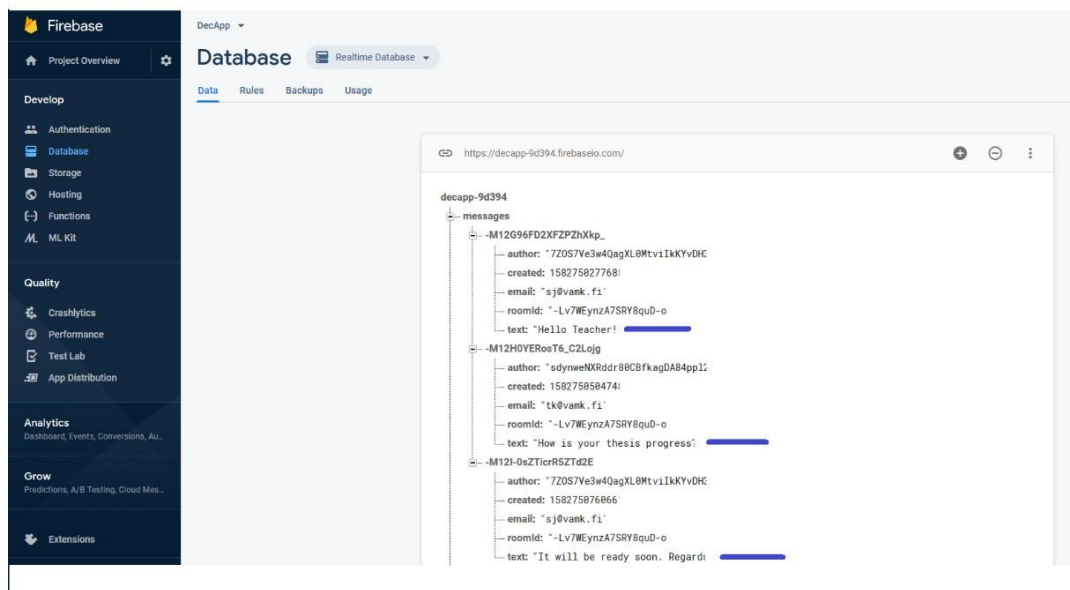 Firebase
Project Overview
Develop
Authentication
Database
Storage
Hosting
Functions
ML Kit
Quality
Crashlytics
Performance
Test Lab
App Distribution
Analytics
Dashboard, Events, Conversions, Au...
Grow
Predictions, A/B Testing, Cloud Mes...
Extensions
DecApp
Database Realtime Database
Data Rules Backups Usage
https://decapp-9d394.firebaseio.com/
decapp-9d394
messages
-M12G96FD2XFZPZhXkp_
author: "7ZOS7Ve3w4QagXL0MtviIkKYvDH
created: 158275027768
email: "sj@vamk.fi"
roomId: "-Lv7WEynzA7SRY8quD-o
text: "Hello Teacher!
-M12H0YERosT6_C2Lojg
author: "sdynweNXRddr80CBfkagDA84ppl
created: 158275050474
email: "tk@vamk.fi"
roomId: "-Lv7WEynzA7SRY8quD-o
text: "How is your thesis progress?
-M12I-0sZTicrR5ZTd2E
author: "7ZOS7Ve3w4QagXL0MtviIkKYvDH
created: 158275076066
email: "sj@vamk.fi"
roomId: "-Lv7WEynzA7SRY8quD-o
text: "It will be ready soon. Regards